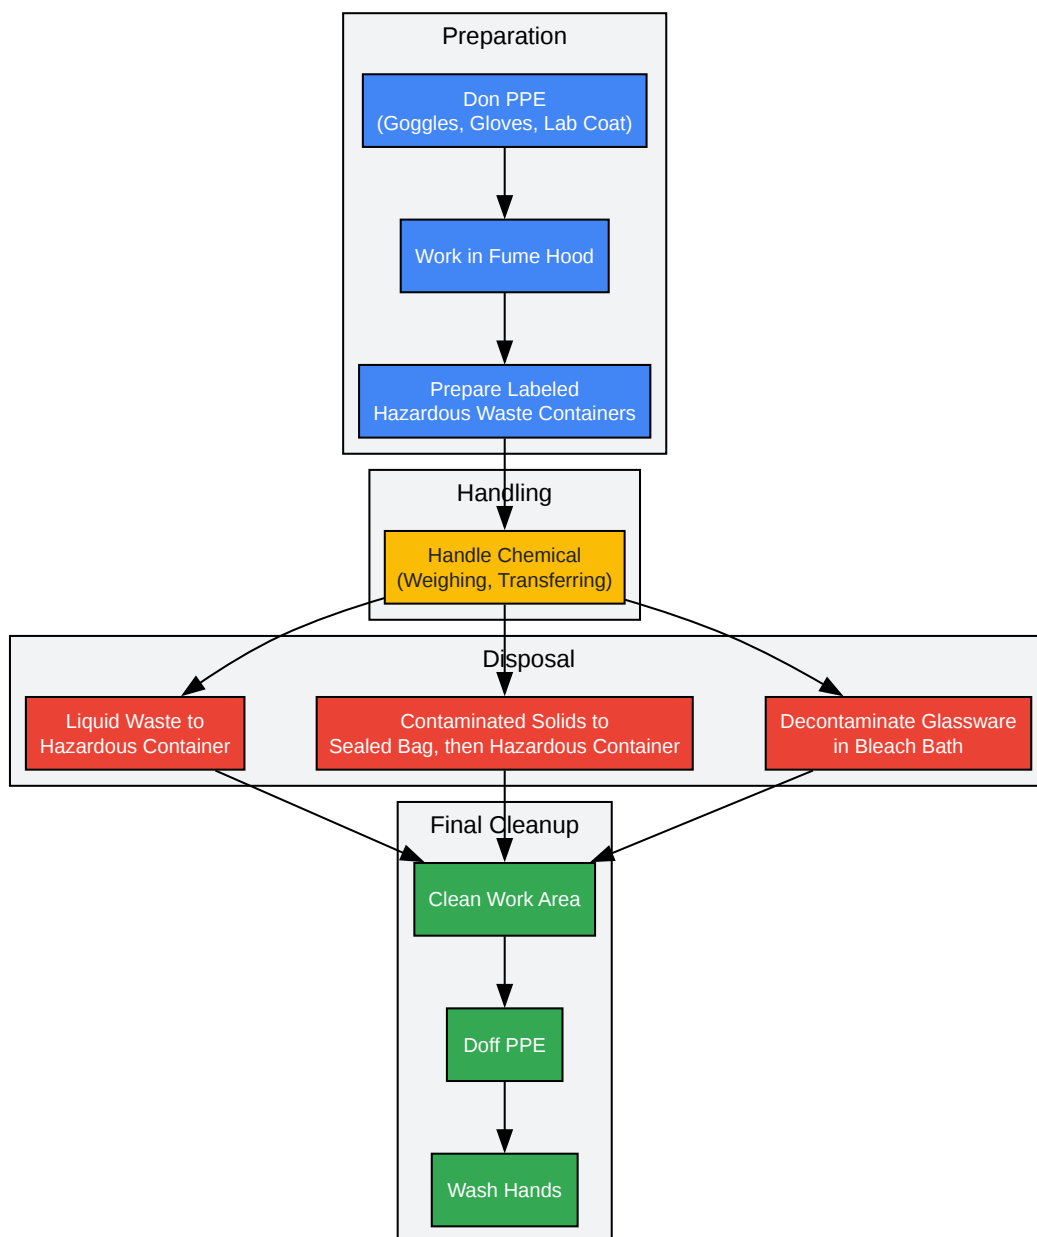 Preparation
Don PPE
(Goggles, Gloves, Lab Coat)
Work in Fume Hood
Prepare Labeled
Hazardous Waste Containers
Handling
Handle Chemical
(Weighing, Transferring)
Disposal
Liquid Waste to
Hazardous Container
Contaminated Solids to
Sealed Bag, then Hazardous Container
Decontaminate Glassware
in Bleach Bath
Final Cleanup
Clean Work Area
Doff PPE
Wash Hands